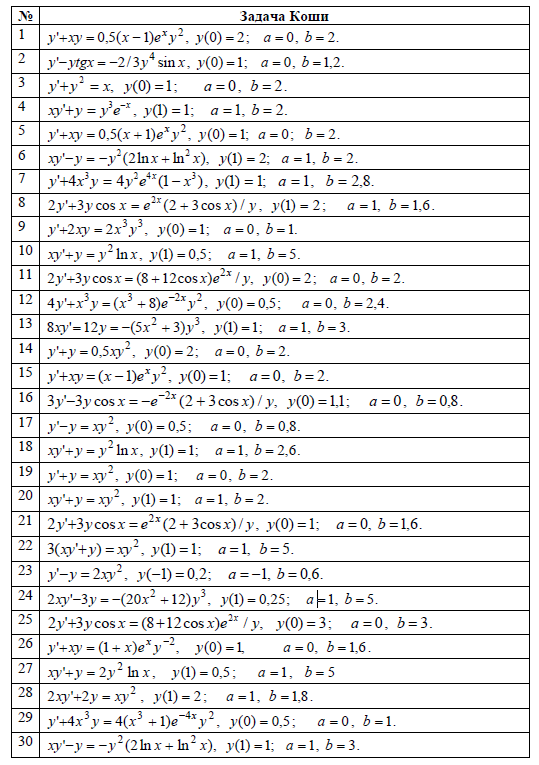 № Задача Коши
1 y'+xy = 0,5(x−1)eˣy², y(0) = 2; a = 0, b = 2.
2 y'−ytgx = −2/3y⁴ sin x, y(0) = 1; a = 0, b = 1,2.
3 y'+y² = x, y(0) = 1; a = 0, b = 2.
4 xy'+y = y³e⁻ˣ, y(1) = 1; a = 1, b = 2.
5 y'+xy = 0,5(x+1)eˣy², y(0) = 1; a = 0; b = 2.
6 xy'−y = −y²(2ln x + ln² x), y(1) = 2; a = 1, b = 2.
7 y'+4x³y = 4y²e⁴ˣ(1−x³), y(1) = 1; a = 1, b = 2,8.
8 2y'+3y cos x = e²ˣ(2+3cos x)/y, y(1) = 2; a = 1, b = 1,6.
9 y'+2xy = 2x³y³, y(0) = 1; a = 0, b = 1.
10 xy'+y = y² ln x, y(1) = 0,5; a = 1, b = 5.
11 2y'+3y cos x = (8+12cos x)e²ˣ / y, y(0) = 2; a = 0, b = 2.
12 4y'+x³y = (x³+8)e⁻²ˣy², y(0) = 0,5; a = 0, b = 2,4.
13 8xy'=12y = −(5x²+3)y³, y(1) = 1; a = 1, b = 3.
14 y'+y = 0,5xy², y(0) = 2; a = 0, b = 2.
15 y'+xy = (x−1)eˣy², y(0) = 1; a = 0, b = 2.
16 3y'−3y cos x = −e⁻²ˣ(2+3cos x)/y, y(0) = 1,1; a = 0, b = 0,8.
17 y'−y = xy², y(0) = 0,5; a = 0, b = 0,8.
18 xy'+y = y² ln x, y(1) = 1; a = 1, b = 2,6.
19 y'+y = xy², y(0) = 1; a = 0, b = 2.
20 xy'+y = xy², y(1) = 1; a = 1, b = 2.
21 2y'+3y cos x = e²ˣ(2+3cos x)/y, y(0) = 1; a = 0, b = 1,6.
22 3(xy'+y) = xy², y(1) = 1; a = 1, b = 5.
23 y'−y = 2xy², y(−1) = 0,2; a = −1, b = 0,6.
24 2xy'−3y = −(20x²+12)y³, y(1) = 0,25; a = 1, b = 5.
25 2y'+3y cos x = (8+12cos x)e²ˣ / y, y(0) = 3; a = 0, b = 3.
26 y'+xy = (1+x)eˣy⁻², y(0) = 1, a = 0, b = 1,6.
27 xy'+y = 2y² ln x, y(1) = 0,5; a = 1, b = 5
28 2xy'+2y = xy², y(1) = 2; a = 1, b = 1,8.
29 y'+4x³y = 4(x³+1)e⁻⁴ˣy², y(0) = 0,5; a = 0, b = 1.
30 xy'−y = −y²(2ln x + ln² x), y(1) = 1; a = 1, b = 3.